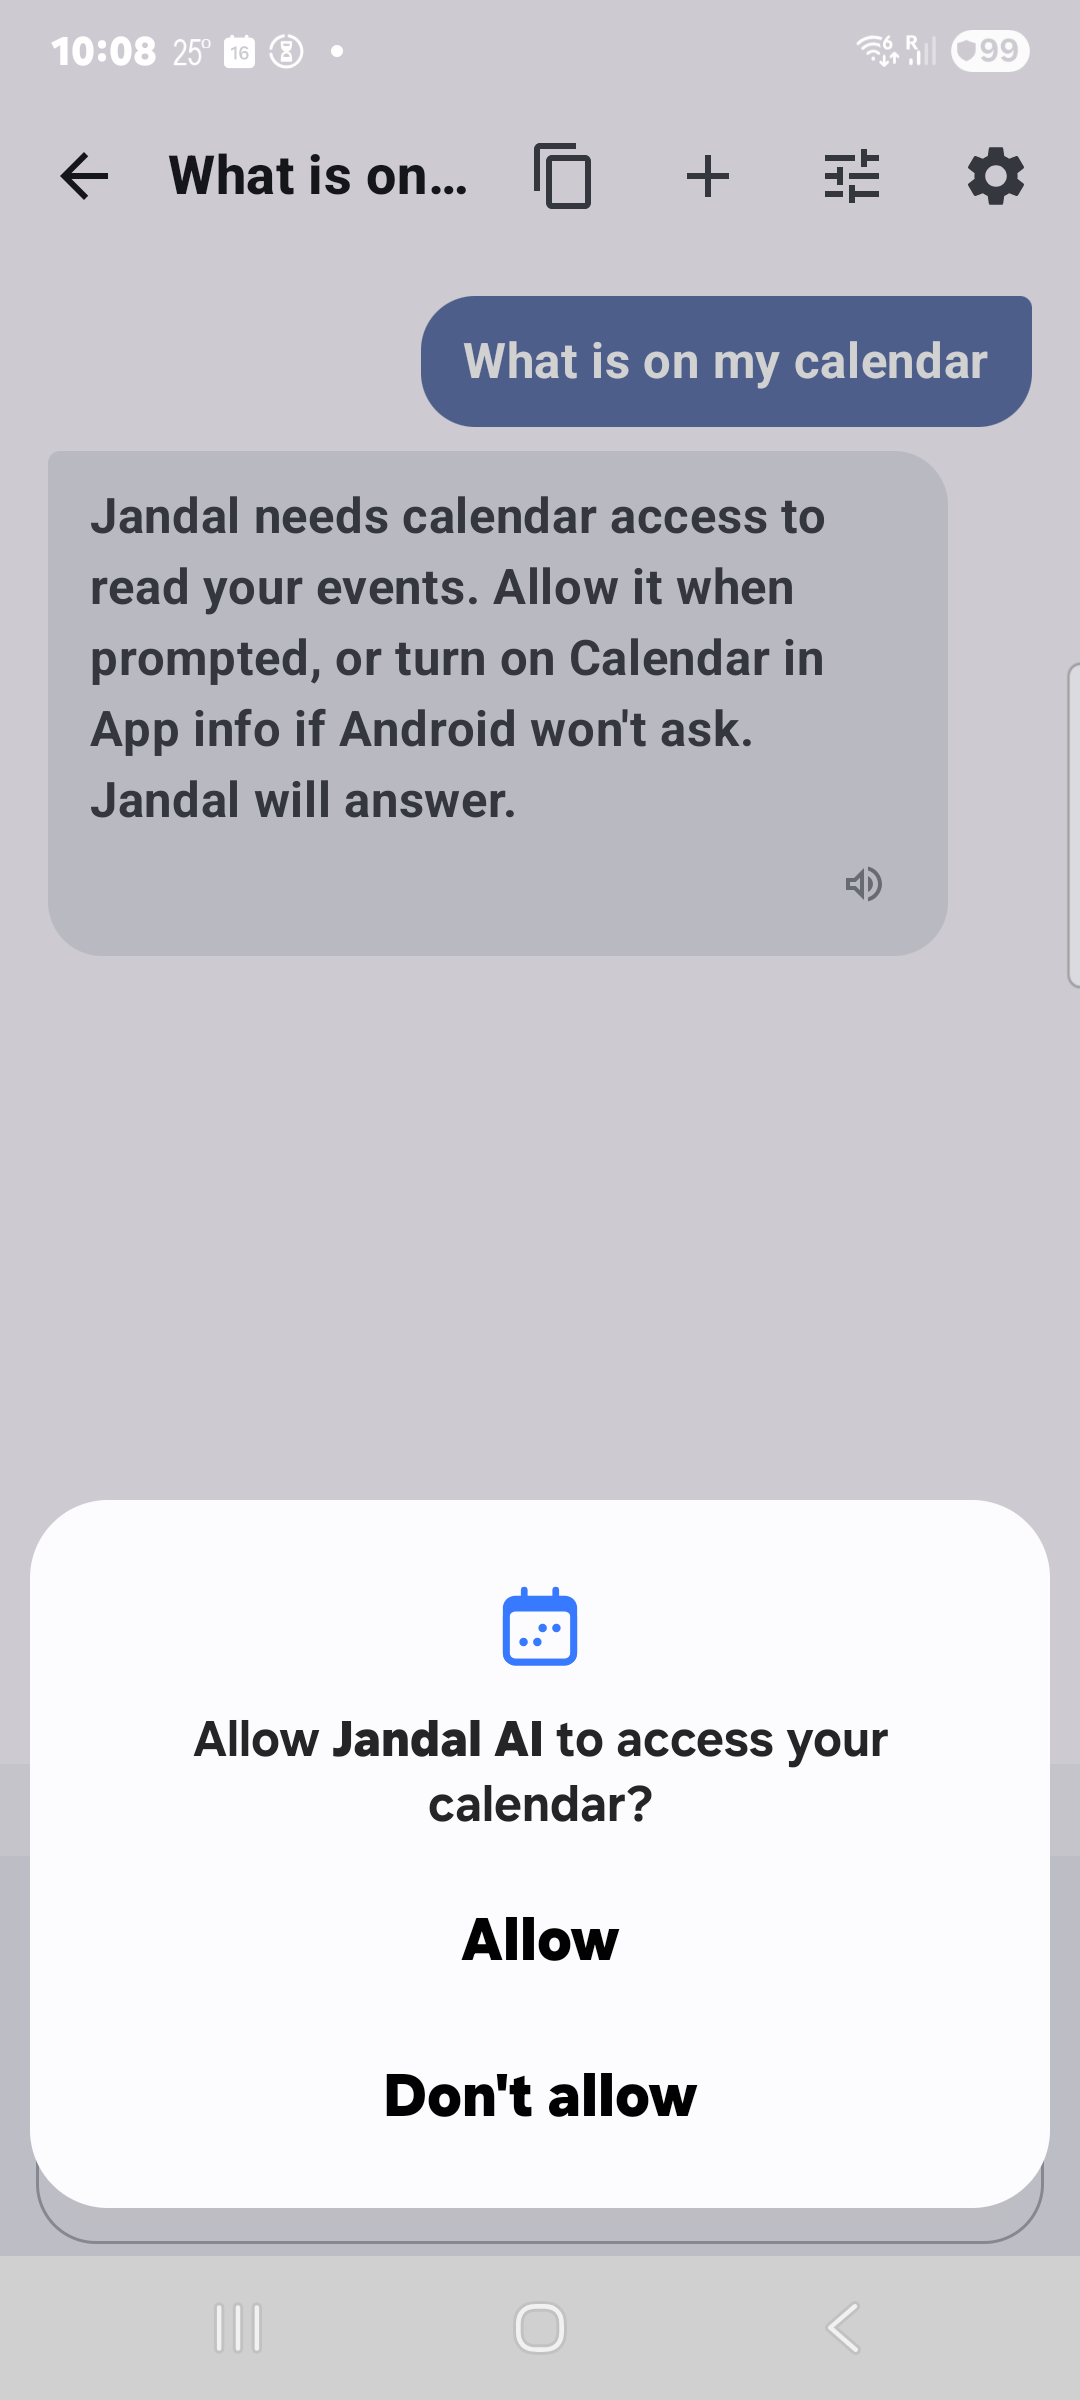 10:08 25° 16 6 R 99
What is on...
What is on my calendar
Jandal needs calendar access to
read your events. Allow it when
prompted, or turn on Calendar in
App info if Android won't ask.
Jandal will answer.
Allow Jandal AI to access your
calendar?
Allow
Don't allow